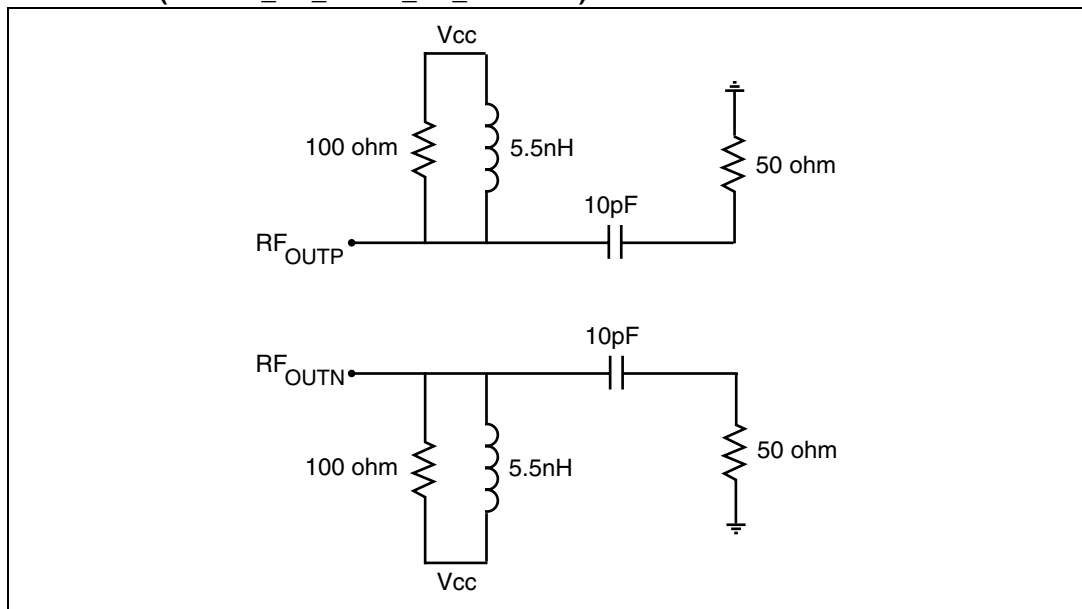 Vcc
100 ohm
5.5nH
50 ohm
10pF
RFOUTP
10pF
RFOUTN
100 ohm
5.5nH
50 ohm
Vcc